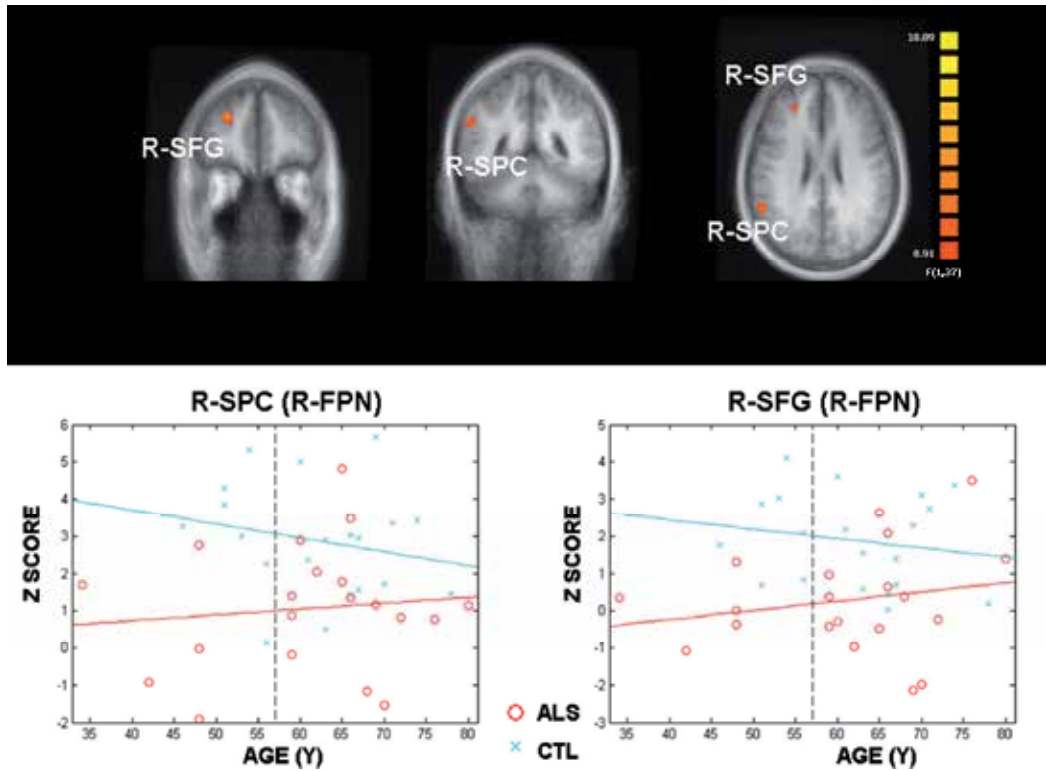 R-SFG
R-SPC
R-SFG
R-SPC
10.09
8.91
F(1,37)
R-SPC (R-FPN)
Z SCORE
6
5
4
3
2
1
0
-1
-2
35 40 45 50 55 60 65 70 75 80
AGE (Y)
R-SFG (R-FPN)
Z SCORE
5
4
3
2
1
0
-1
-2
-3
35 40 45 50 55 60 65 70 75 80
AGE (Y)
ALS
CTL